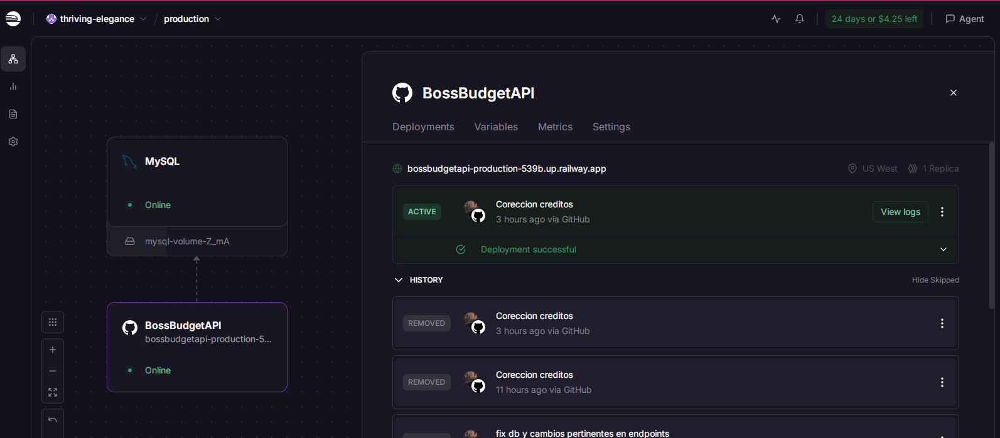 thriving-elegance / production
24 days or $4.25 left
Agent
MySQL
Online
mysql-volume-Z_mA
BossBudgetAPI
bossbudgetapi-production-5...
Online
BossBudgetAPI
Deployments Variables Metrics Settings
bossbudgetapi-production-539b.up.railway.app
US West 1 Replica
ACTIVE
Coreccion creditos
3 hours ago via GitHub
View logs
Deployment successful
HISTORY
Hide Skipped
REMOVED
Coreccion creditos
3 hours ago via GitHub
REMOVED
Coreccion creditos
11 hours ago via GitHub
fix db y cambios pertinentes en endpoints